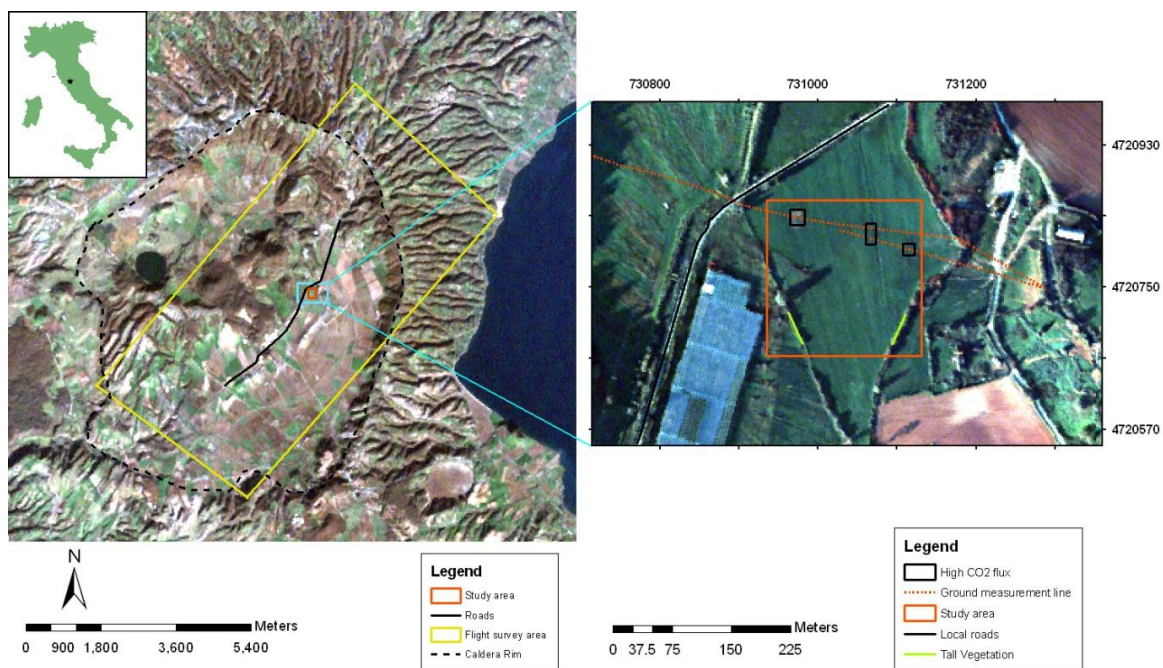 730800 731000 731200
4720930
4720750
4720570
N
Meters
0 900 1,800 3,600 5,400
Legend
Study area
Roads
Flight survey area
Caldera Rim
Meters
0 37.5 75 150 225
Legend
High CO2 flux
Ground measurement line
Study area
Local roads
Tall Vegetation